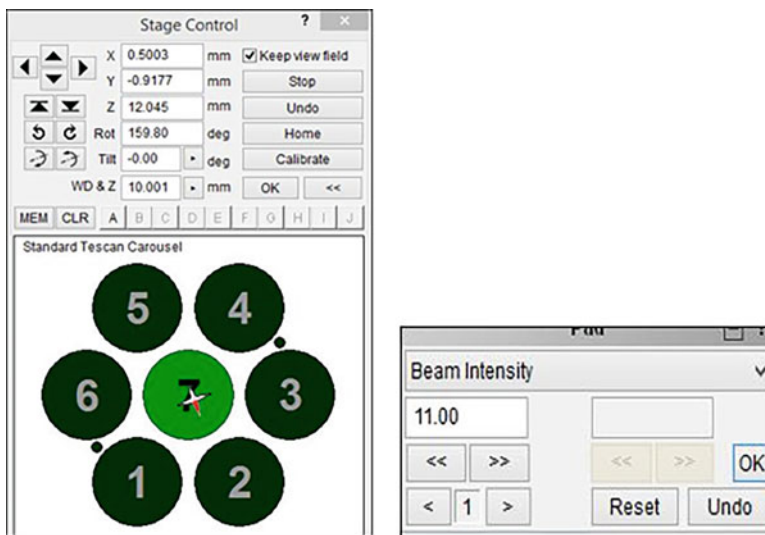 Stage Control ? ×
X 0.5003 mm Keep view field
Y -0.9177 mm Stop
Z 12.045 mm Undo
Rot 159.80 deg Home
Tilt -0.00 deg Calibrate
WD & Z 10.001 mm OK <<
MEM CLR A B C D E F G H I J
Standard Tescan Carousel
5 4
6 7 3
1 2
Pad
Beam Intensity
11.00
<< >> << >> OK
< 1 > Reset Undo